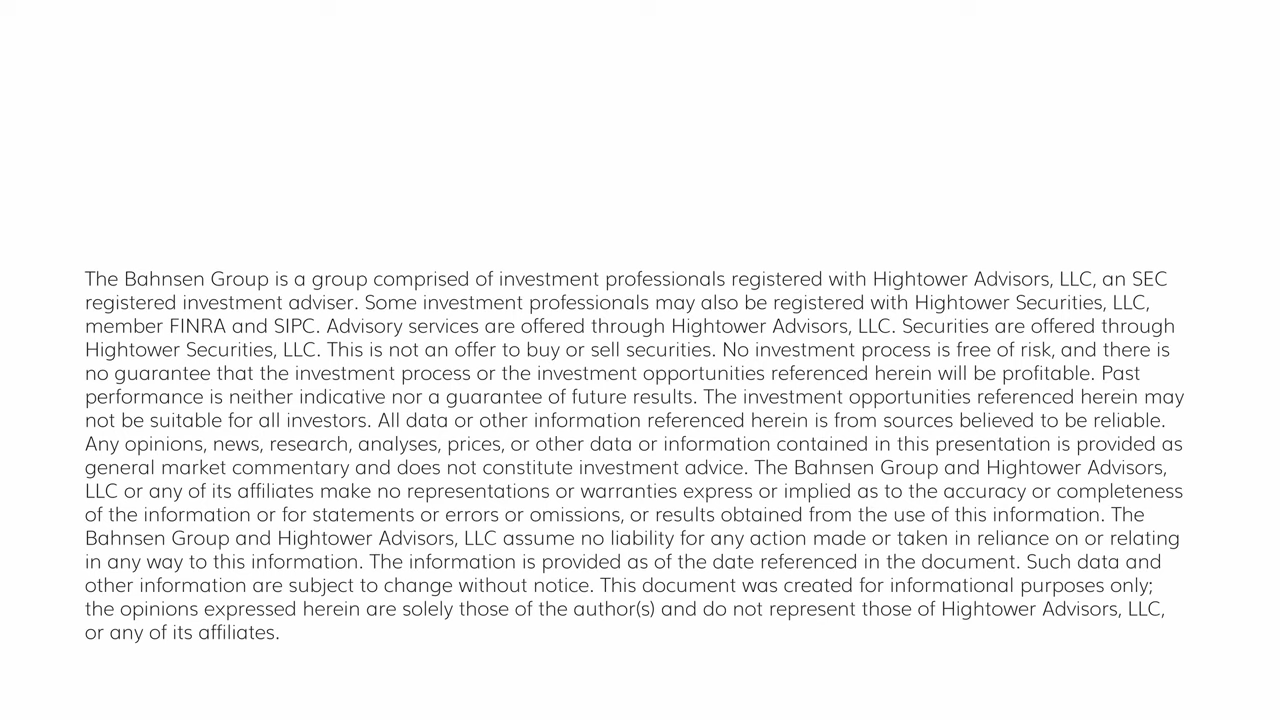 The Bahnsen Group is a group comprised of investment professionals registered with Hightower Advisors, LLC, an SEC
registered investment adviser. Some investment professionals may also be registered with Hightower Securities, LLC,
member FINRA and SIPC. Advisory services are offered through Hightower Advisors, LLC. Securities are offered through
Hightower Securities, LLC. This is not an offer to buy or sell securities. No investment process is free of risk, and there is
no guarantee that the investment process or the investment opportunities referenced herein will be profitable. Past
performance is neither indicative nor a guarantee of future results. The investment opportunities referenced herein may
not be suitable for all investors. All data or other information referenced herein is from sources believed to be reliable.
Any opinions, news, research, analyses, prices, or other data or information contained in this presentation is provided as
general market commentary and does not constitute investment advice. The Bahnsen Group and Hightower Advisors,
LLC or any of its affiliates make no representations or warranties express or implied as to the accuracy or completeness
of the information or for statements or errors or omissions, or results obtained from the use of this information. The
Bahnsen Group and Hightower Advisors, LLC assume no liability for any action made or taken in reliance on or relating
in any way to this information. The information is provided as of the date referenced in the document. Such data and
other information are subject to change without notice. This document was created for informational purposes only;
the opinions expressed herein are solely those of the author(s) and do not represent those of Hightower Advisors, LLC,
or any of its affiliates.